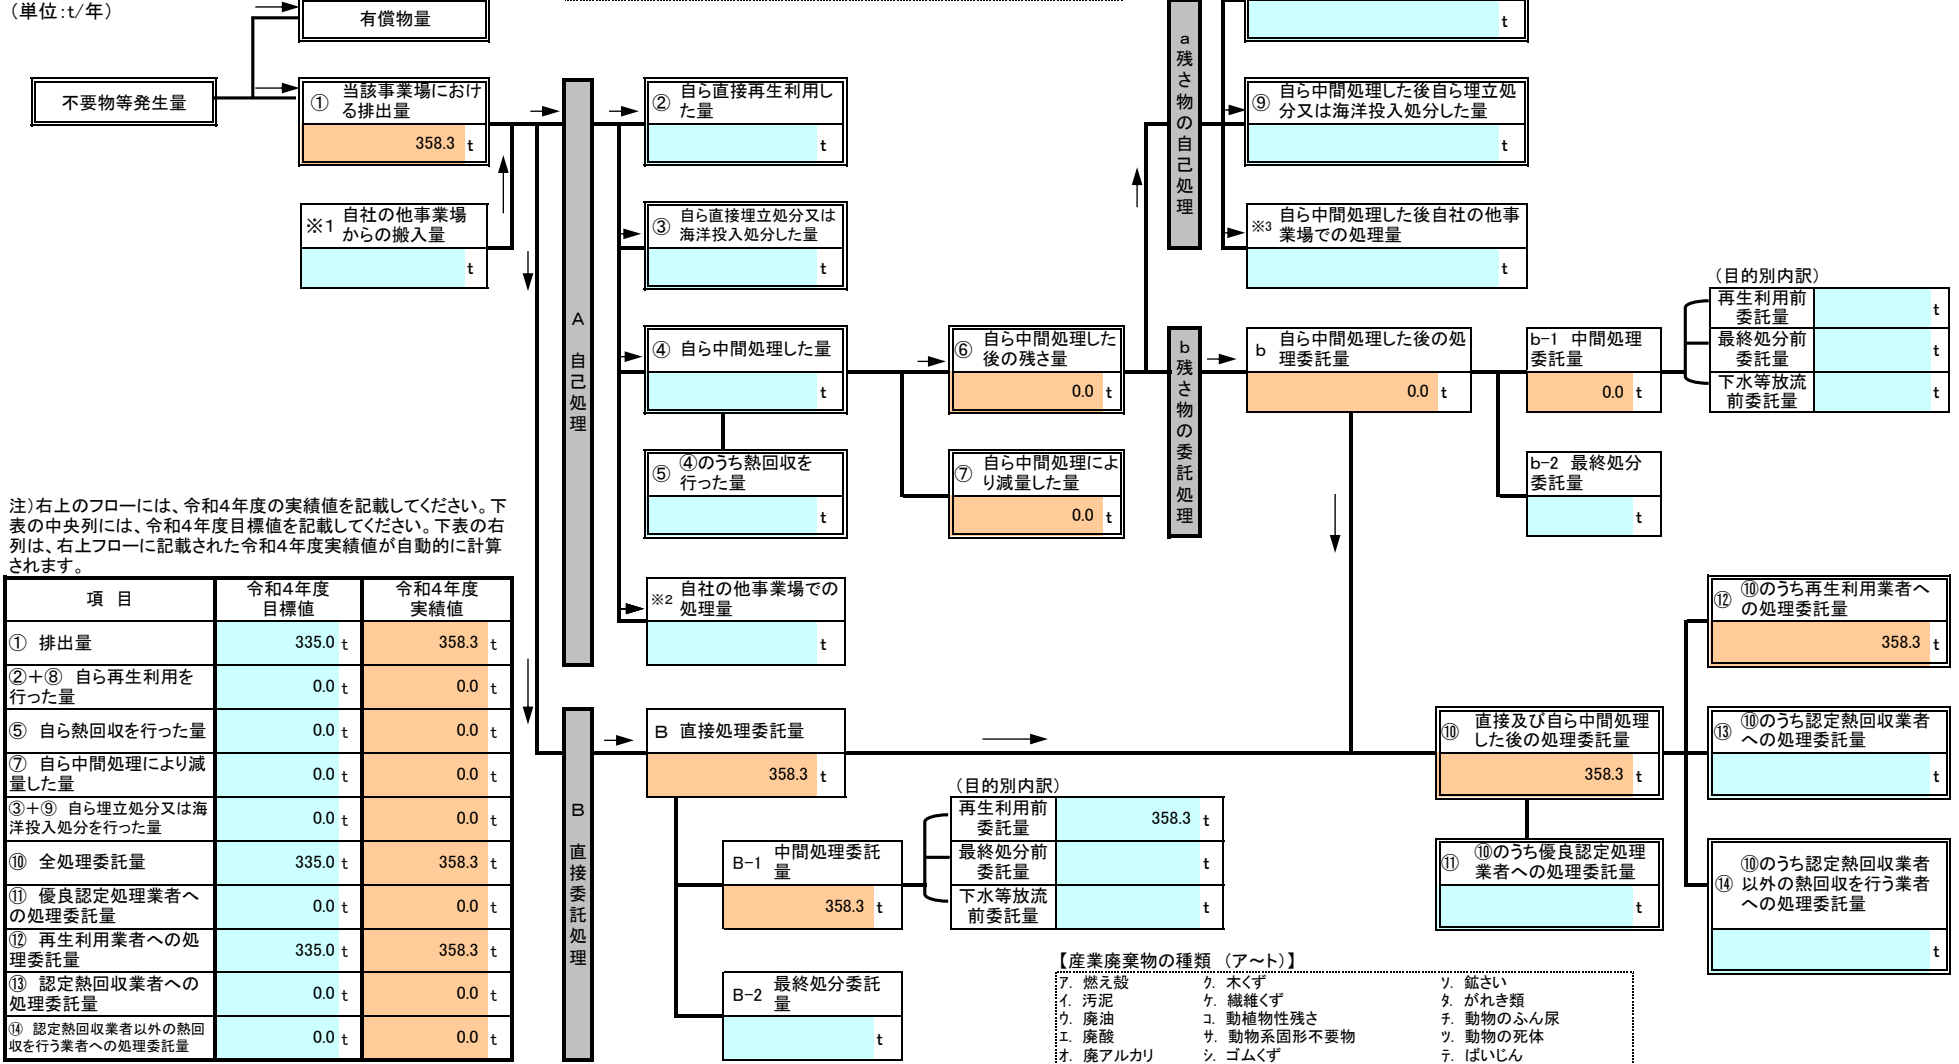 (単位:t/年)
有償物量
不要物等発生量
① 当該事業場におけ
る排出量
358.3 t
※1 自社の他事業場
からの搬入量
t
A 自己処理
② 自ら直接再生利用し
た量
t
③ 自ら直接埋立処分又は
海洋投入処分した量
t
④ 自ら中間処理した量
t
⑤ ④のうち熱回収を
行った量
t
※2 自社の他事業場での
処理量
t
⑥ 自ら中間処理した
後の残さ量
0.0 t
⑦ 自ら中間処理によ
り減量した量
0.0 t
a 残さ物の自己処理
t
⑨ 自ら中間処理した後自ら埋立処
分又は海洋投入処分した量
t
※3 自ら中間処理した後自社の他事
業場での処理量
t
b 残さ物の委託処理
b 自ら中間処理した後の処
理委託量
0.0 t
b-1 中間処理
委託量
0.0 t
(目的別内訳)
再生利用前
委託量
t
最終処分前
委託量
t
下水等放流
前委託量
t
b-2 最終処分
委託量
t
注)右上のフローには、令和4年度の実績値を記載してください。下
表の中央列には、令和4年度目標値を記載してください。下表の右
列は、右上フローに記載された令和4年度実績値が自動的に計算
されます。
項 目
令和4年度
目標値
令和4年度
実績値
① 排出量 335.0 t 358.3 t
②+⑧ 自ら再生利用を
行った量
0.0 t 0.0 t
⑤ 自ら熱回収を行った量 0.0 t 0.0 t
⑦ 自ら中間処理により減
量した量
0.0 t 0.0 t
③+⑨ 自ら埋立処分又は海
洋投入処分を行った量
0.0 t 0.0 t
⑩ 全処理委託量 335.0 t 358.3 t
⑪ 優良認定処理業者へ
の処理委託量
0.0 t 0.0 t
⑫ 再生利用業者への処
理委託量
335.0 t 358.3 t
⑬ 認定熱回収業者への
処理委託量
0.0 t 0.0 t
⑭ 認定熱回収業者以外の熱回
収を行う業者への処理委託量
0.0 t 0.0 t
B 直接委託処理
B 直接処理委託量
358.3 t
B-1 中間処理委託
量
358.3 t
(目的別内訳)
再生利用前
委託量
358.3 t
最終処分前
委託量
t
下水等放流
前委託量
t
B-2 最終処分委託
量
t
⑩ 直接及び自ら中間処理
した後の処理委託量
358.3 t
⑪ ⑩のうち優良認定処理
業者への処理委託量
t
⑫ ⑩のうち再生利用業者へ
の処理委託量
358.3 t
⑬ ⑩のうち認定熱回収業者
への処理委託量
t
⑭ ⑩のうち認定熱回収業者
以外の熱回収を行う業者
への処理委託量
t
【産業廃棄物の種類 (ア~ト)】
ア. 燃え殻 ク. 木くず ソ. 鉱さい
イ. 汚泥 ケ. 繊維くず タ. がれき類
ウ. 廃油 コ. 動植物性残さ チ. 動物のふん尿
エ. 廃酸 サ. 動物系固形不要物 ツ. 動物の死体
オ. 廃アルカリ シ. ゴムくず テ. ばいじん